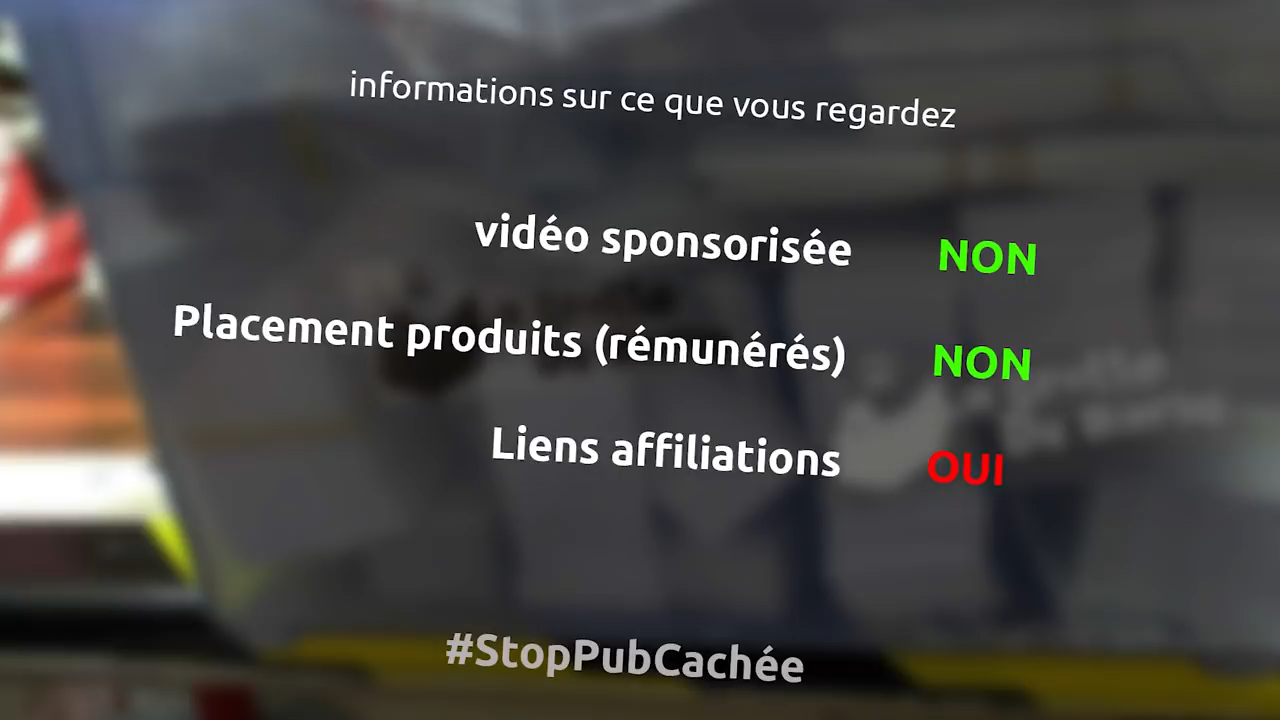 informations sur ce que vous regardez
vidéo sponsorisée NON
Placement produits (rémunérés) NON
Liens affiliations OUI
#StopPubCachée